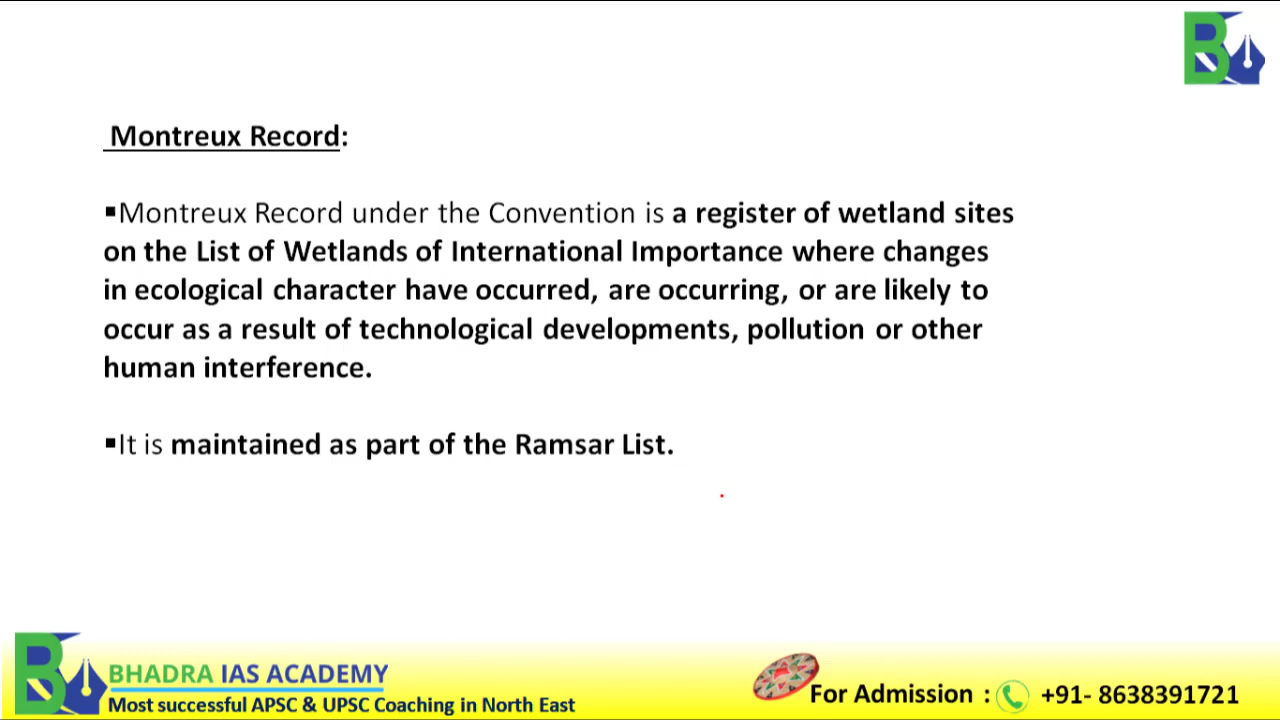 Montreux Record:
▪Montreux Record under the Convention is a register of wetland sites
on the List of Wetlands of International Importance where changes
in ecological character have occurred, are occurring, or are likely to
occur as a result of technological developments, pollution or other
human interference.
▪It is maintained as part of the Ramsar List.
BHADRA IAS ACADEMY
Most successful APSC & UPSC Coaching in North East
For Admission : +91- 8638391721